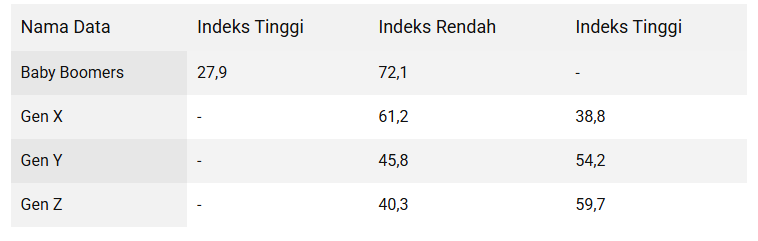 Nama Data Indeks Tinggi Indeks Rendah Indeks Tinggi
Baby Boomers 27,9 72,1 -
Gen X - 61,2 38,8
Gen Y - 45,8 54,2
Gen Z - 40,3 59,7